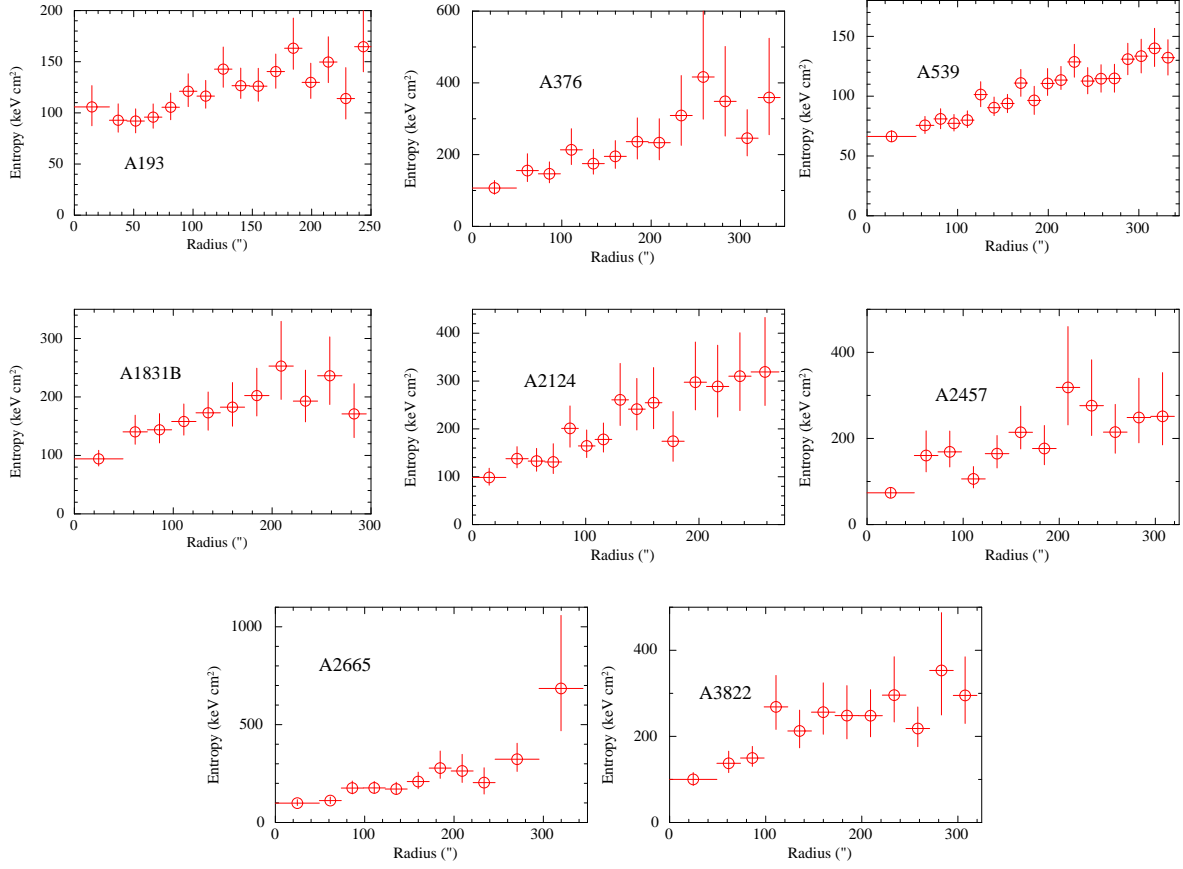 200
150
100
50
0
Entropy (keV cm²)
A193
0 50 100 150 200 250
Radius (")
600
400
200
0
Entropy (keV cm²)
A376
0 100 200 300
Radius (")
150
100
50
0
Entropy (keV cm²)
A539
0 100 200 300
Radius (")
300
200
100
0
Entropy (keV cm²)
A1831B
0 100 200 300
Radius (")
400
300
200
100
0
Entropy (keV cm²)
A2124
0 100 200
Radius (")
400
200
0
Entropy (keV cm²)
A2457
0 100 200 300
Radius (")
1000
500
0
Entropy (keV cm²)
A2665
0 100 200 300
Radius (")
400
200
0
Entropy (keV cm²)
A3822
0 100 200 300
Radius (")